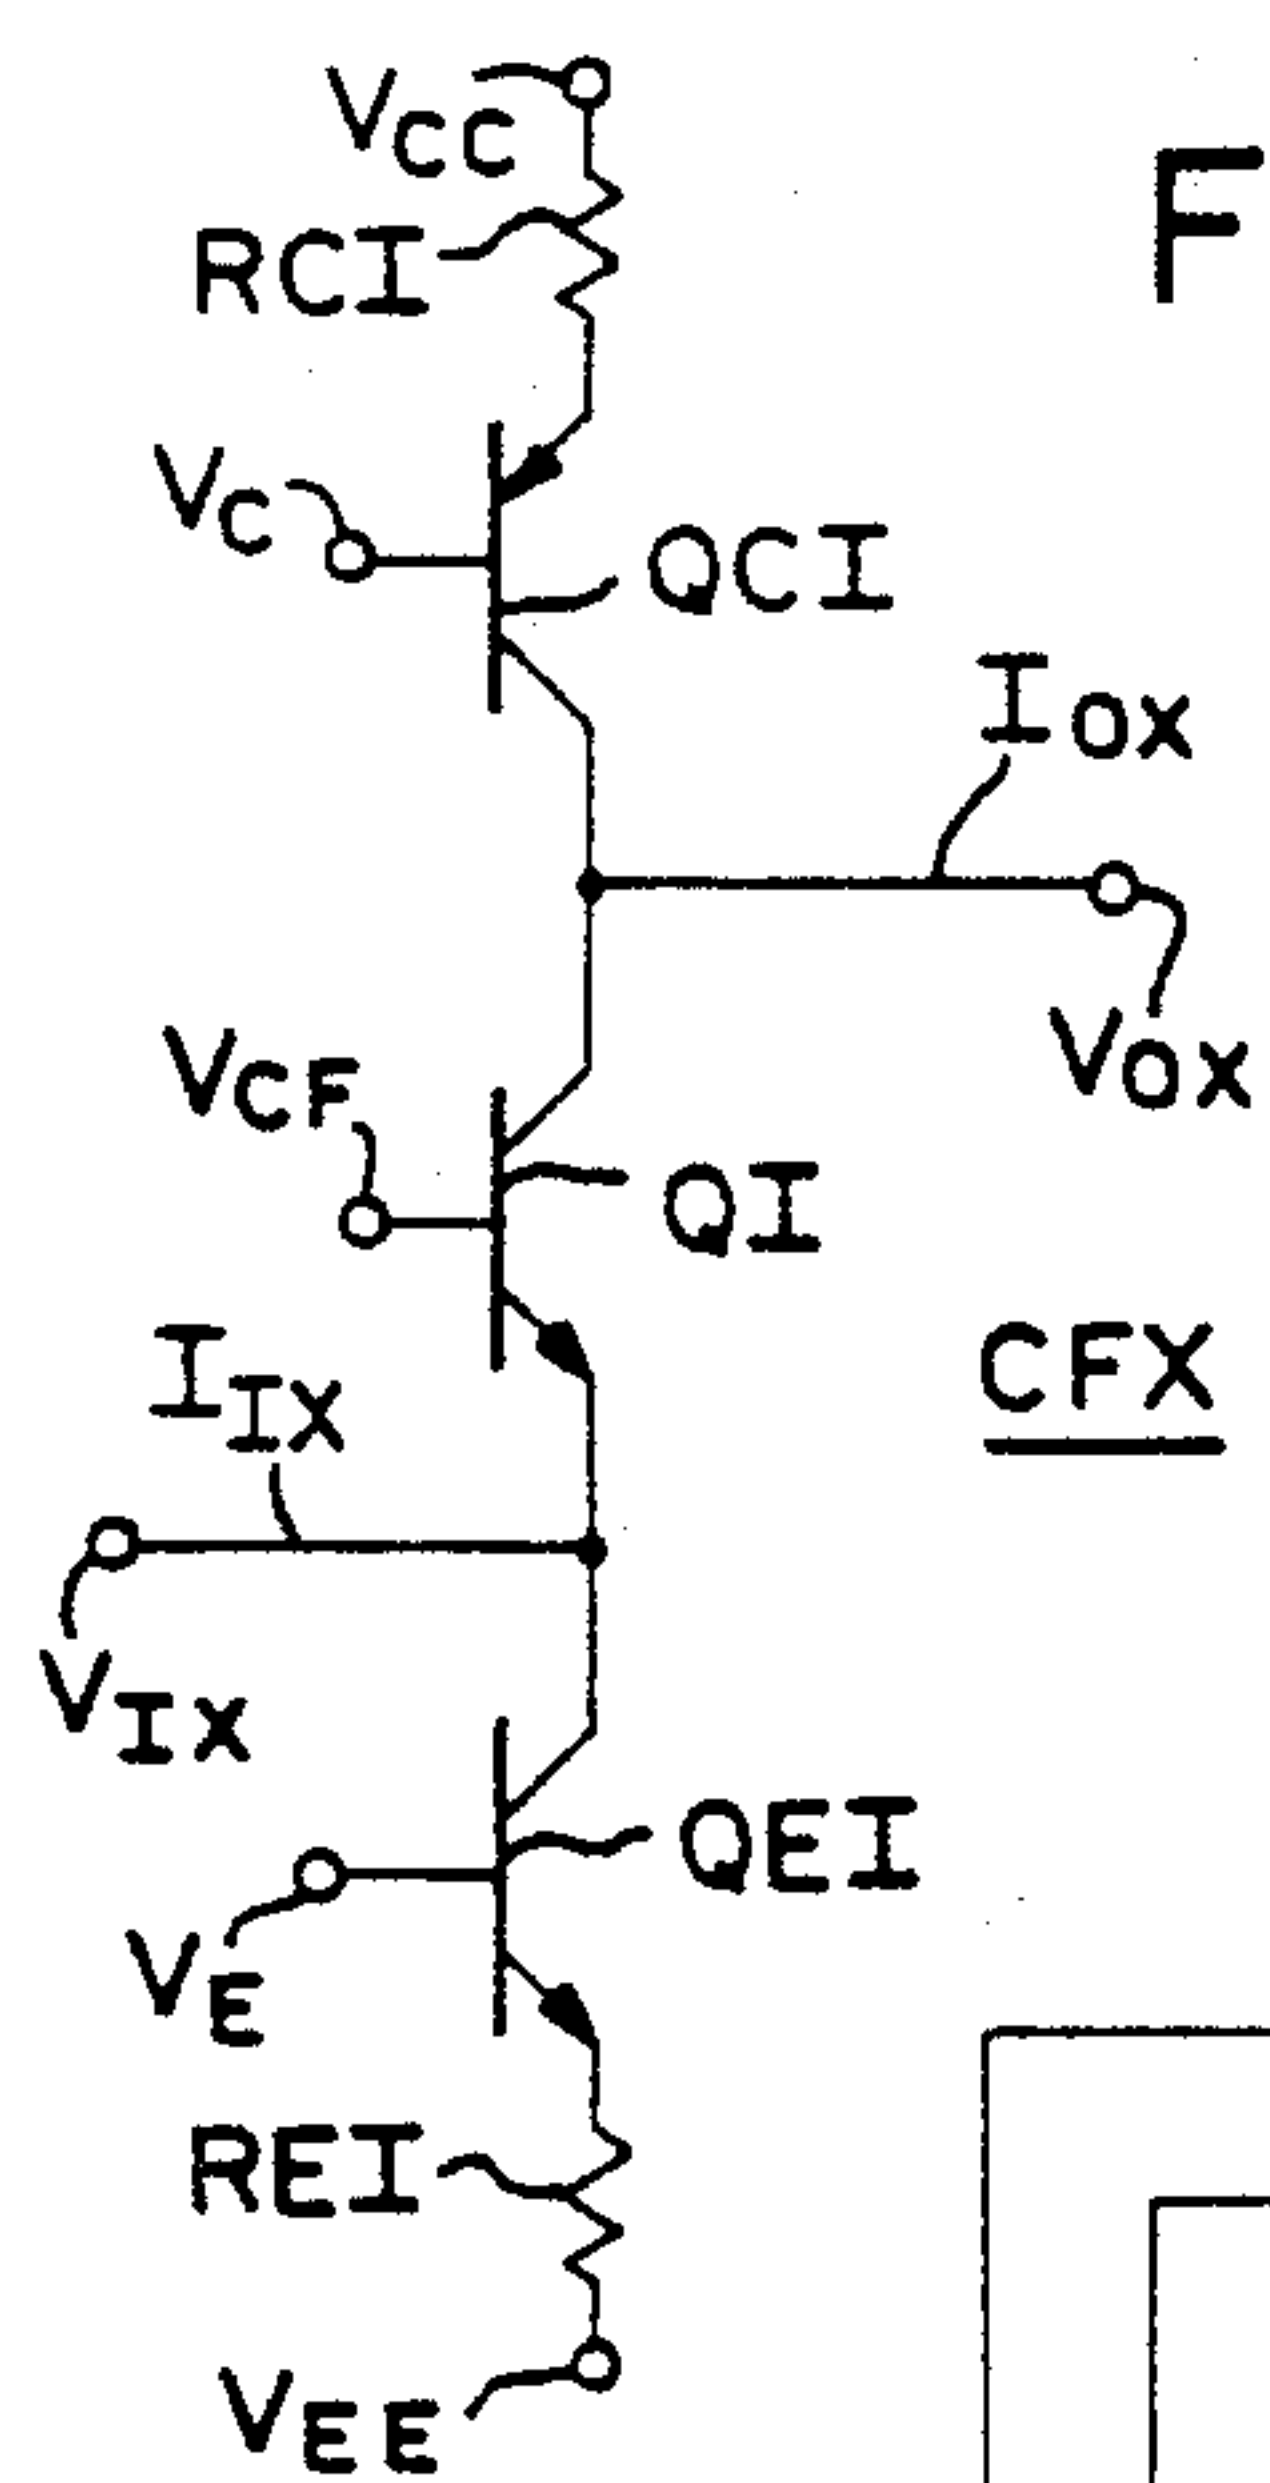 VCC
F
RCI
VC
QCI
IOX
VOX
VCF
QI
IIX
CFX
VIX
QEI
VE
REI
VEE